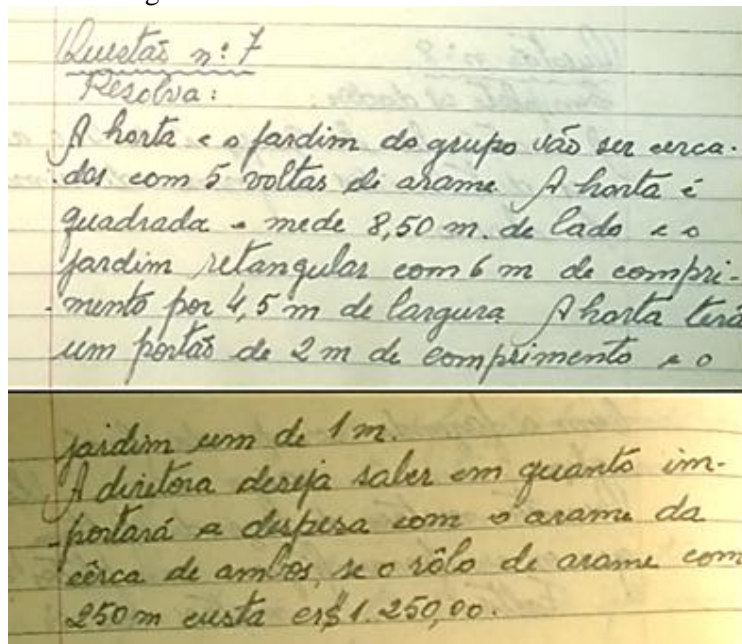 Questão n: 7
Resolva:
A horta e o jardim do grupo vão ser cerca-
dos com 5 voltas de arame. A horta é
quadrada e mede 8,50 m. de lado e o
jardim retangular com 6 m de compri-
mento por 4,5 m de largura. A horta terá
um portão de 2 m de comprimento e o
jardim um de 1 m.
A diretora deseja saber em quanto im-
portará a despesa com o arame da
cêrca de ambos, se o rôlo de arame com
250 m custa cr$ 1.250,00.